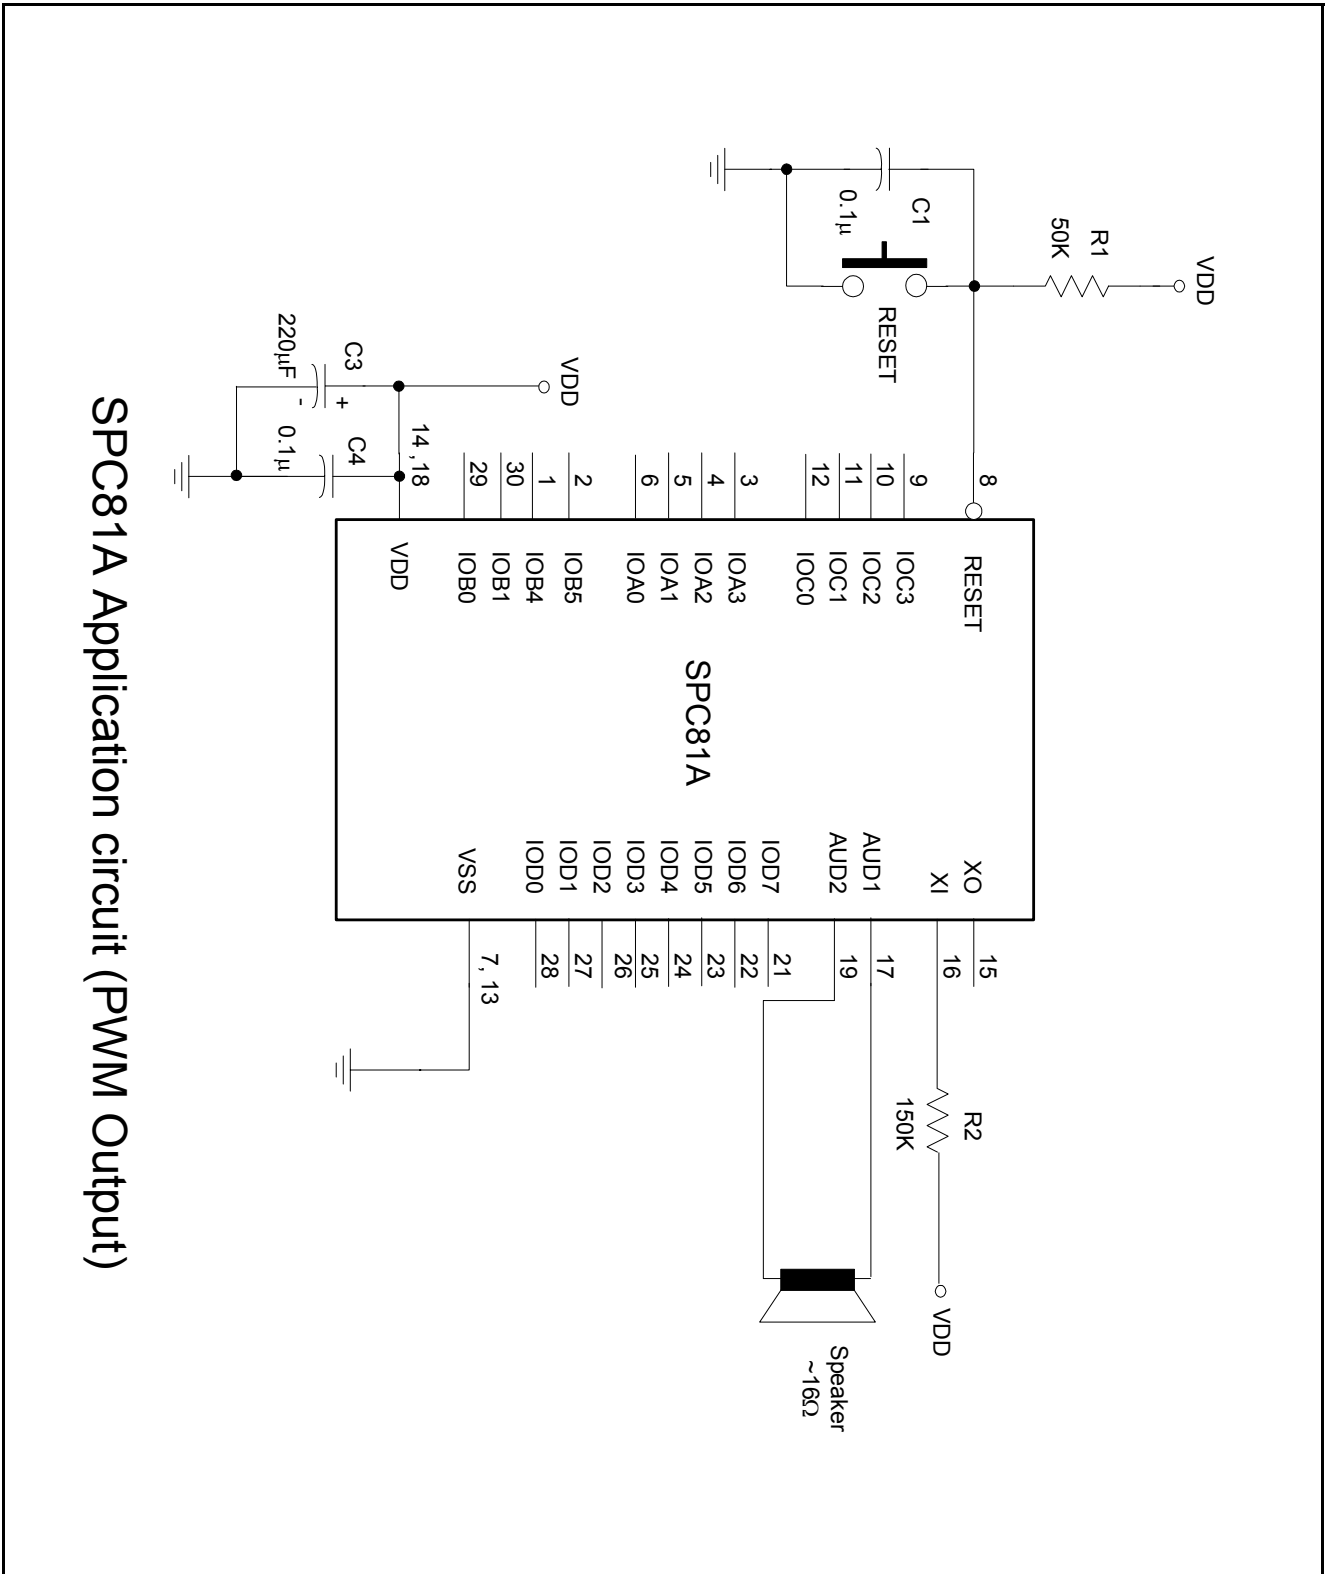 VDD
R1
50K
C1
0.1µ
RESET
VDD
C3
220µF
+
-
C4
0.1µ
14 ,18
8
9
10
11
12
3
4
5
6
2
1
30
29
RESET
IOC3
IOC2
IOC1
IOC0
IOA3
IOA2
IOA1
IOA0
IOB5
IOB4
IOB1
IOB0
VDD
SPC81A
XO
XI
AUD1
AUD2
IOD7
IOD6
IOD5
IOD4
IOD3
IOD2
IOD1
IOD0
VSS
15
16
17
19
21
22
23
24
25
26
27
28
7, 13
R2
150K
VDD
Speaker
~16Ω
SPC81A Application circuit (PWM Output)